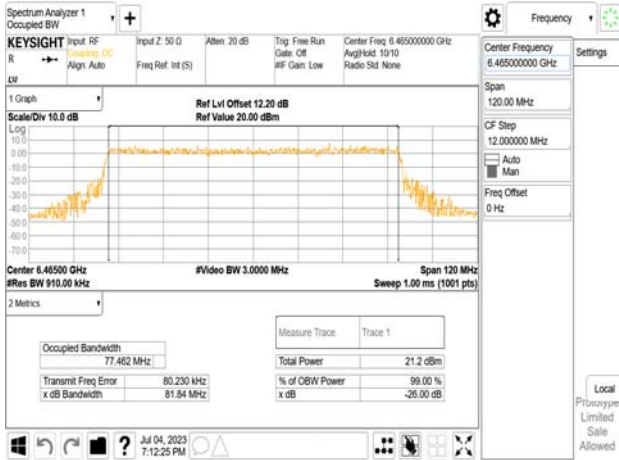 Spectrum Analyzer 1
Occupied BW
KEYSIGHT
R
LXI
Input: RF
Coupling: DC
Align: Auto
Input Z: 50 Ω
Freq Ref: Int (S)
Atten: 20 dB
Trig: Free Run
Gate: Off
#IF Gain: Low
Center Freq: 6.465000000 GHz
Avg|Hold: 10/10
Radio Std: None
1 Graph
Scale/Div 10.0 dB
Ref Lvl Offset 12.20 dB
Ref Value 20.00 dBm
Log
10.0
0.00
-10.0
-20.0
-30.0
-40.0
-50.0
-60.0
-70.0
Center 6.46500 GHz
#Res BW 910.00 kHz
#Video BW 3.0000 MHz
Span 120 MHz
Sweep 1.00 ms (1001 pts)
2 Metrics
Measure Trace Trace 1
Occupied Bandwidth
77.462 MHz
Total Power 21.2 dBm
Transmit Freq Error 80.230 kHz
% of OBW Power 99.00 %
x dB Bandwidth 81.84 MHz
x dB -26.00 dB
Jul 04, 2023
7:12:25 PM
Frequency
Settings
Center Frequency
6.465000000 GHz
Span
120.00 MHz
CF Step
12.000000 MHz
Auto
Man
Freq Offset
0 Hz
Local
Prototype
Limited
Sale
Allowed